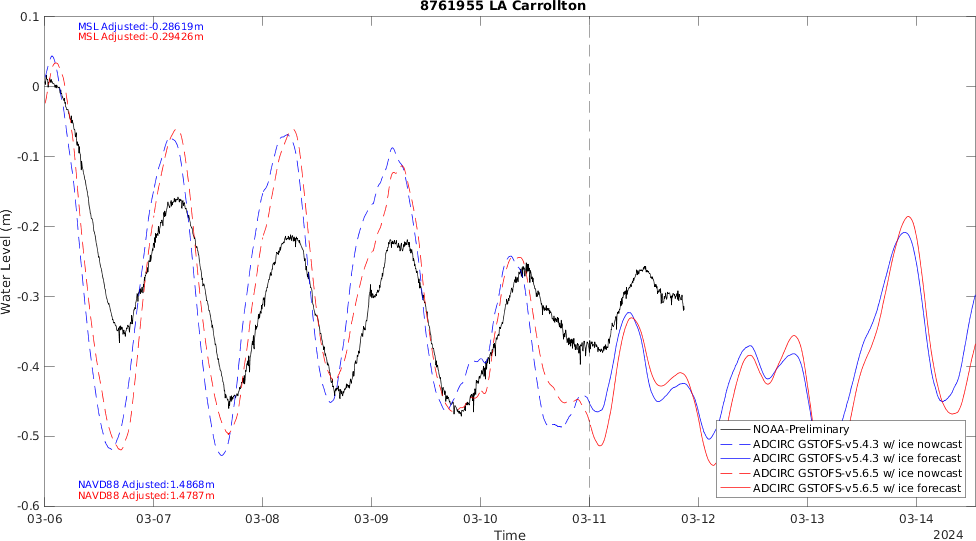 8761955 LA Carrollton
MSL Adjusted:-0.28619m
MSL Adjusted:-0.29426m
0.1
0
-0.1
-0.2
-0.3
-0.4
-0.5
-0.6
Water Level (m)
NAVD88 Adjusted:1.4868m
NAVD88 Adjusted:1.4787m
NOAA-Preliminary
ADCIRC GSTOFS-v5.4.3 w/ ice nowcast
ADCIRC GSTOFS-v5.4.3 w/ ice forecast
ADCIRC GSTOFS-v5.6.5 w/ ice nowcast
ADCIRC GSTOFS-v5.6.5 w/ ice forecast
03-06 03-07 03-08 03-09 03-10 03-11 03-12 03-13 03-14
Time
2024